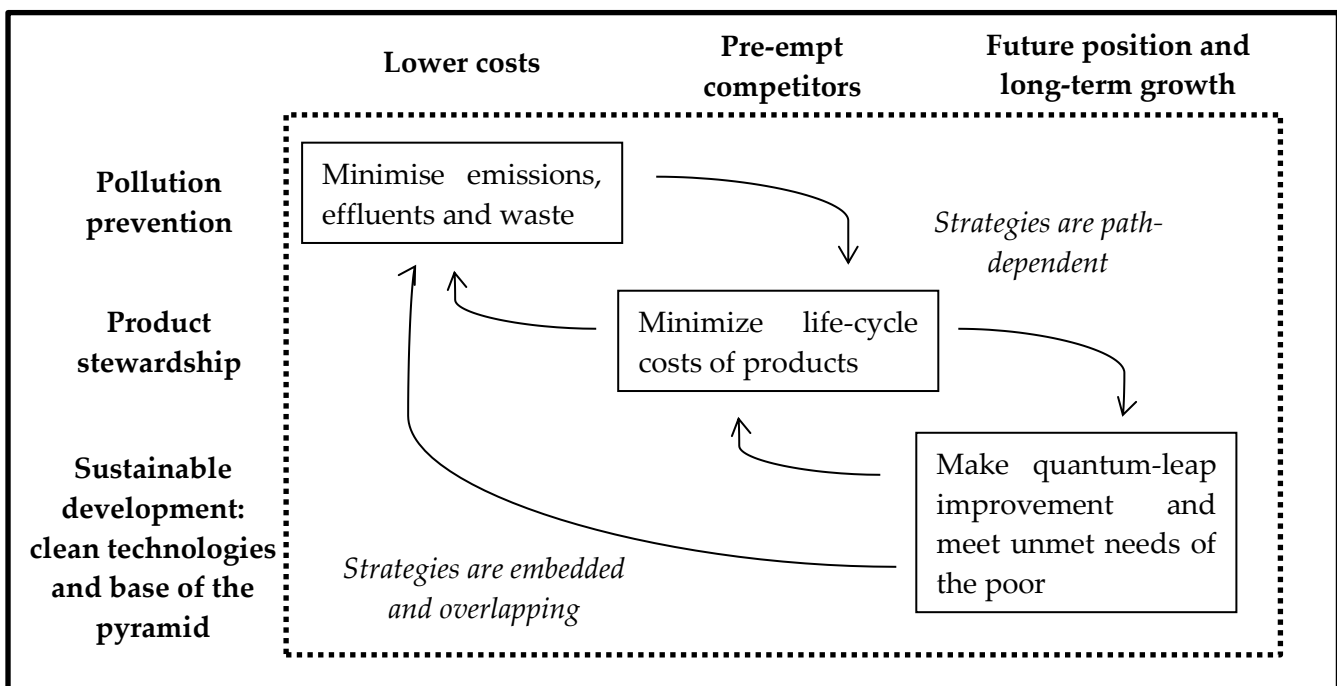 Lower costs
Pre-empt
competitors
Future position and
long-term growth
Pollution
prevention
Minimise emissions,
effluents and waste
Strategies are path-
dependent
Product
stewardship
Minimize life-cycle
costs of products
Sustainable
development:
clean technologies
and base of the
pyramid
Strategies are embedded
and overlapping
Make quantum-leap
improvement and
meet unmet needs of
the poor